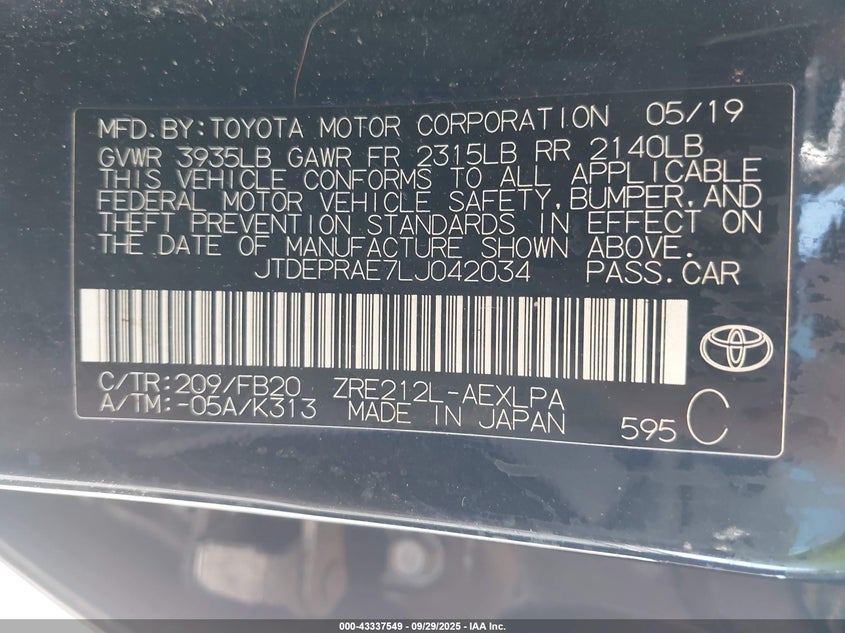 MFD.BY:TOYOTA MOTOR CORPORATION 05/19
GVWR 3935LB GAWR FR 2315LB RR 2140LB
THIS VEHICLE CONFORMS TO ALL APPLICABLE
FEDERAL MOTOR VEHICLE SAFETY,BUMPER,AND
THEFT PREVENTION STANDARDS IN EFFECT ON
THE DATE OF MANUFACTURE SHOWN ABOVE.
JTDEPRAE7LJ042034 PASS.CAR
C/TR:209/FB20 ZRE212L-AEXLPA
A/TM:-05A/K313 MADE IN JAPAN 595 C
000-43337549 - 09/29/2025 - IAA Inc.